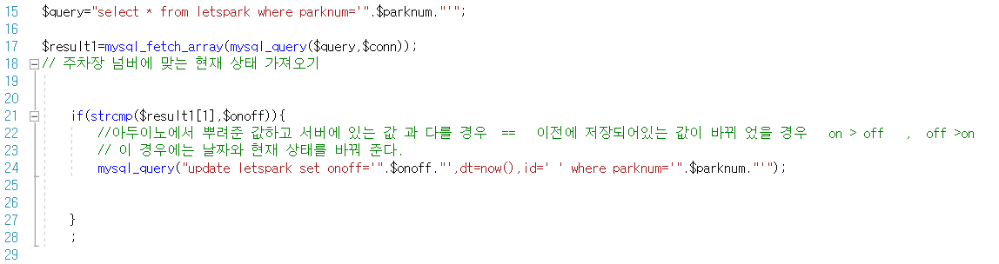 15 $query="select * from letspark where parknum='".$parknum."'";
16
17 $result1=mysql_fetch_array(mysql_query($query,$conn));
18 // 주차장 넘버에 맞는 현재 상태 가져오기
19
20
21 if(strcmp($result1[1],$onoff)){
22 //아두이노에서 뿌려준 값하고 서버에 있는 값 과 다를 경우 == 이전에 저장되어있는 값이 바뀌 었을 경우 on > off , off >on
23 // 이 경우에는 날짜와 현재 상태를 바꿔 준다.
24 mysql_query("update letspark set onoff='".$onoff."',dt=now(),id=' ' where parknum='".$parknum."'");
25
26
27 }
28 ;
29